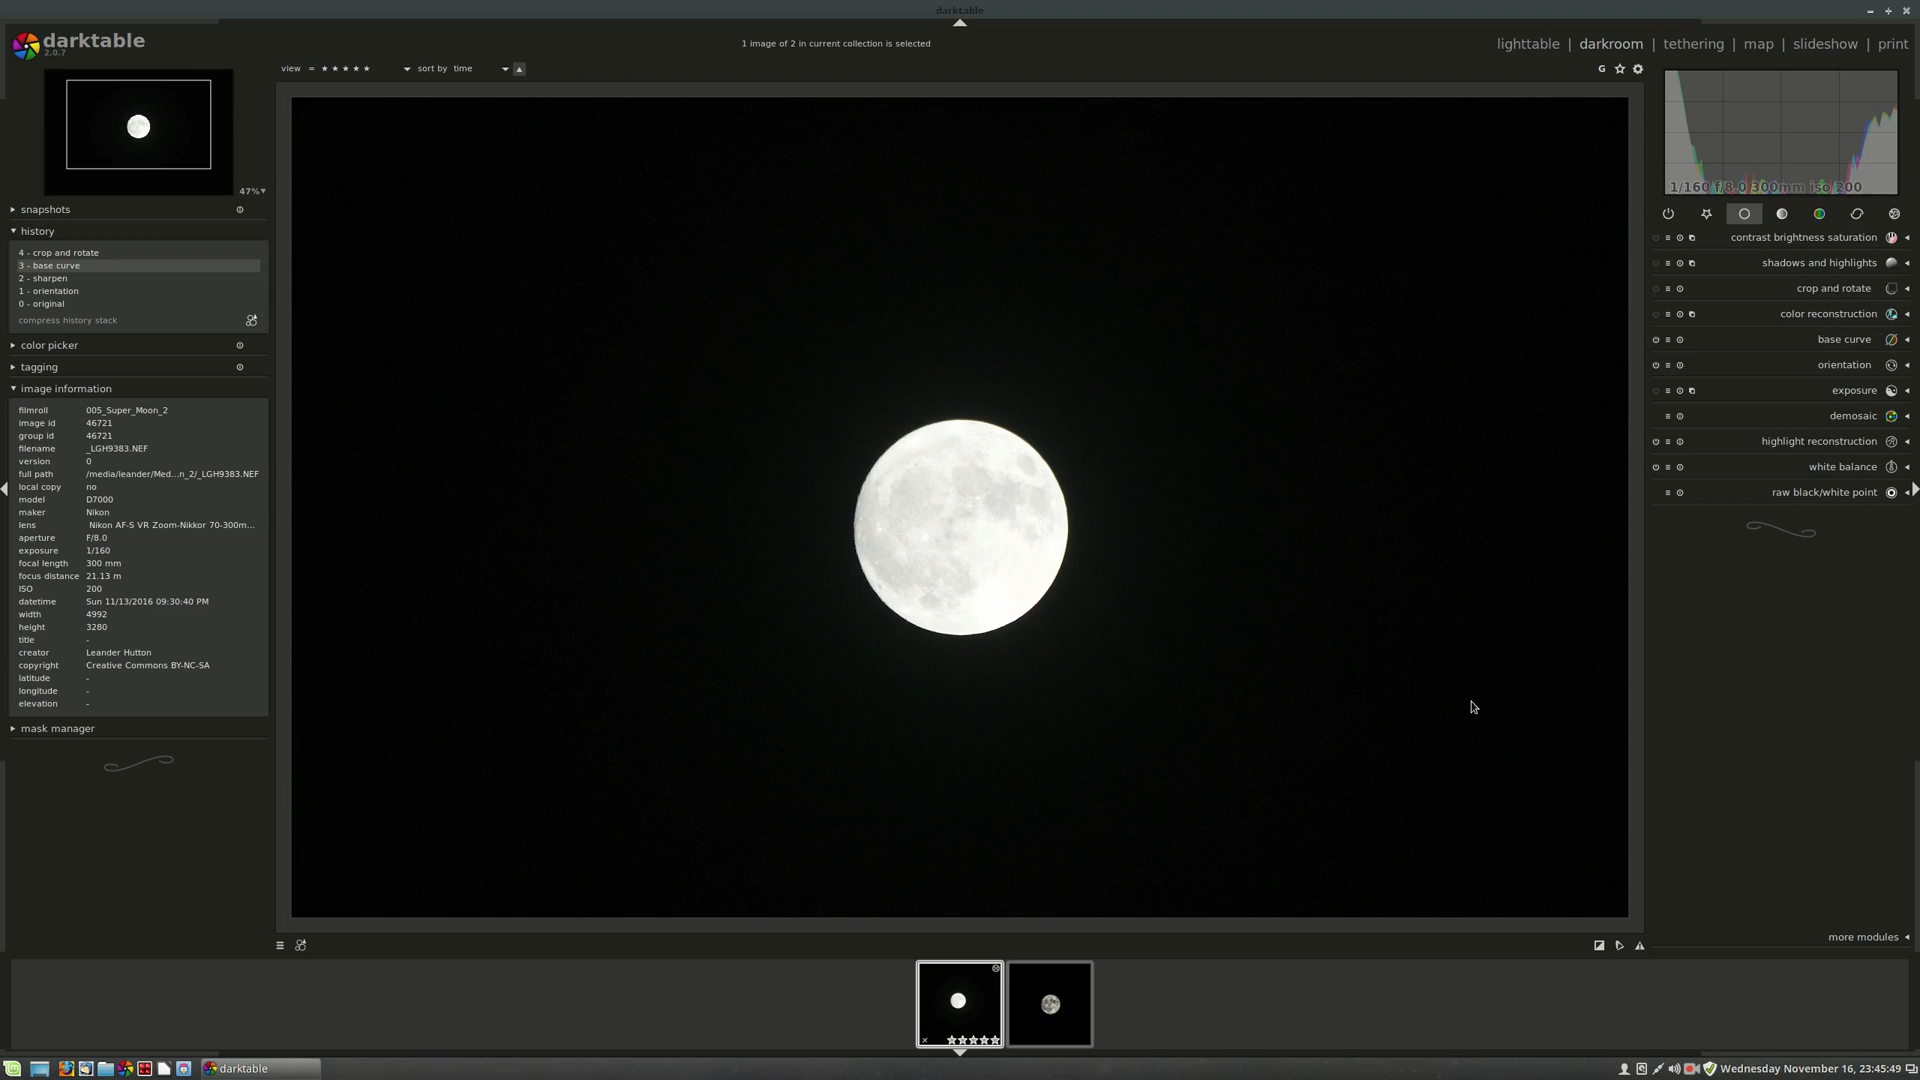 darktable
darktable
2.0.7
1 image of 2 in current collection is selected
lighttable | darkroom | tethering | map | slideshow | print
view = ★ ★ ★ ★ ★ sort by time
G
47%
1/160 f/8.0 300mm iso 200
snapshots
history
4 - crop and rotate
3 - base curve
2 - sharpen
1 - orientation
0 - original
compress history stack
color picker
tagging
image information
filmroll 005_Super_Moon_2
image id 46721
group id 46721
filename _LGH9383.NEF
version 0
full path /media/leander/Med...n_2/_LGH9383.NEF
local copy no
model D7000
maker Nikon
lens Nikon AF-S VR Zoom-Nikkor 70-300m...
aperture F/8.0
exposure 1/160
focal length 300 mm
focus distance 21.13 m
ISO 200
datetime Sun 11/13/2016 09:30:40 PM
width 4992
height 3280
title -
creator Leander Hutton
copyright Creative Commons BY-NC-SA
latitude -
longitude -
elevation -
mask manager
contrast brightness saturation
shadows and highlights
crop and rotate
color reconstruction
base curve
orientation
exposure
demosaic
highlight reconstruction
white balance
raw black/white point
more modules
darktable
Wednesday November 16, 23:45:49